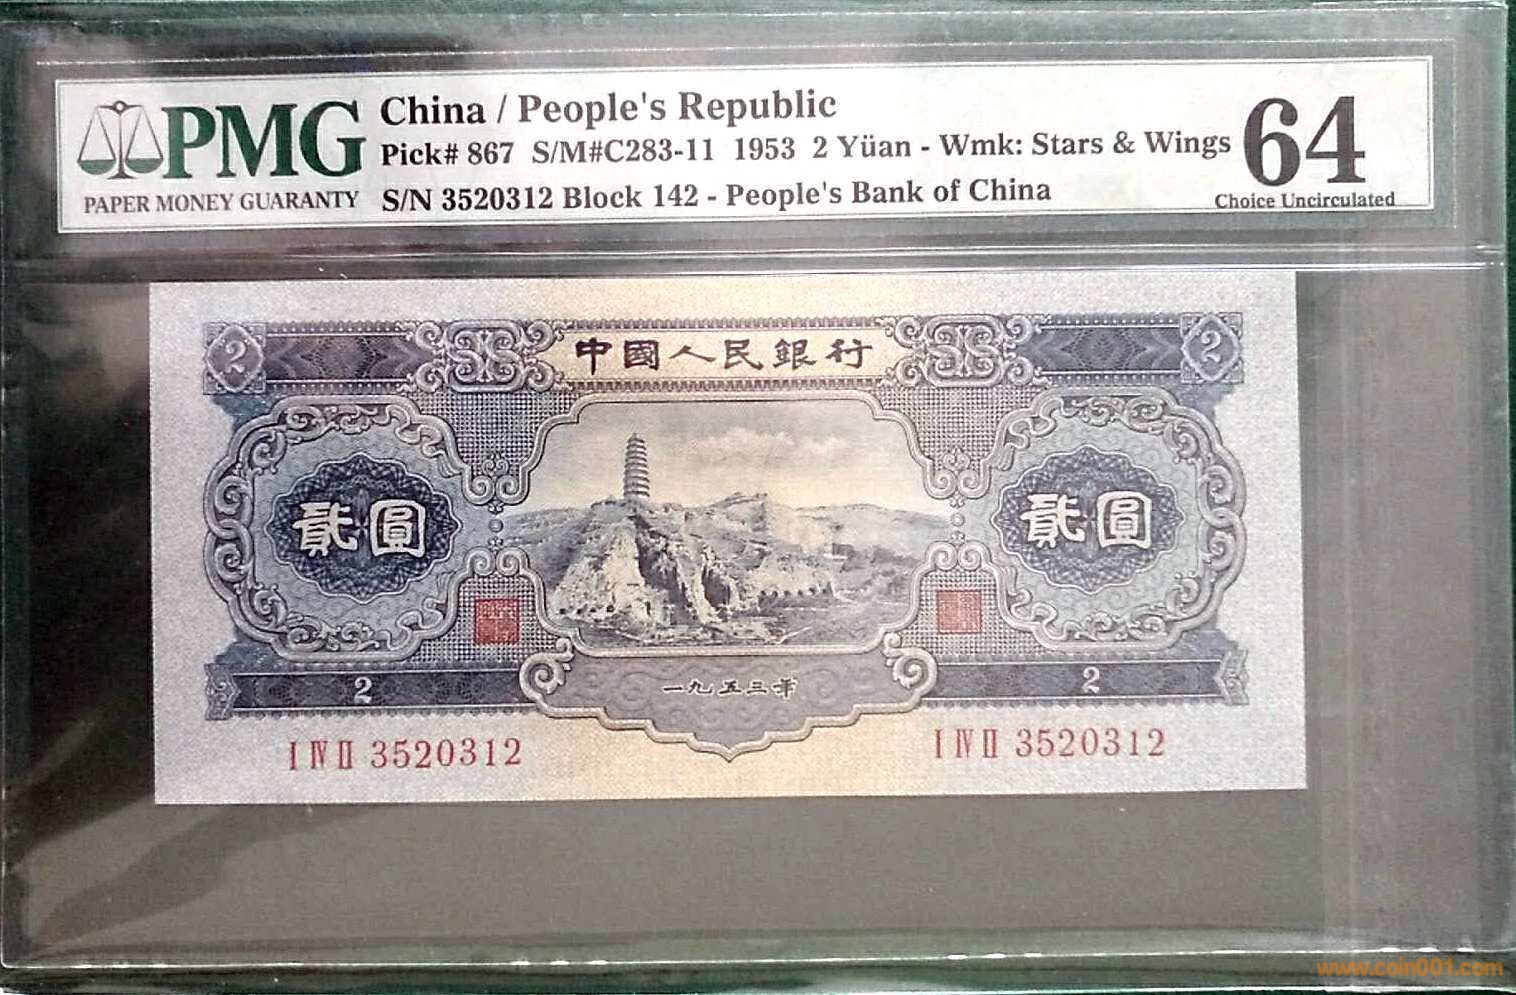 PMG
PAPER MONEY GUARANTY
China / People's Republic
Pick# 867 S/M#C283-11 1953 2 Yüan - Wmk: Stars & Wings
S/N 3520312 Block 142 - People's Bank of China
64
Choice Uncirculated
2
中國人民銀行
2
貳圓
貳圓
2
一九五三年
2
I IV II 3520312
I IV II 3520312
www.coin001.com